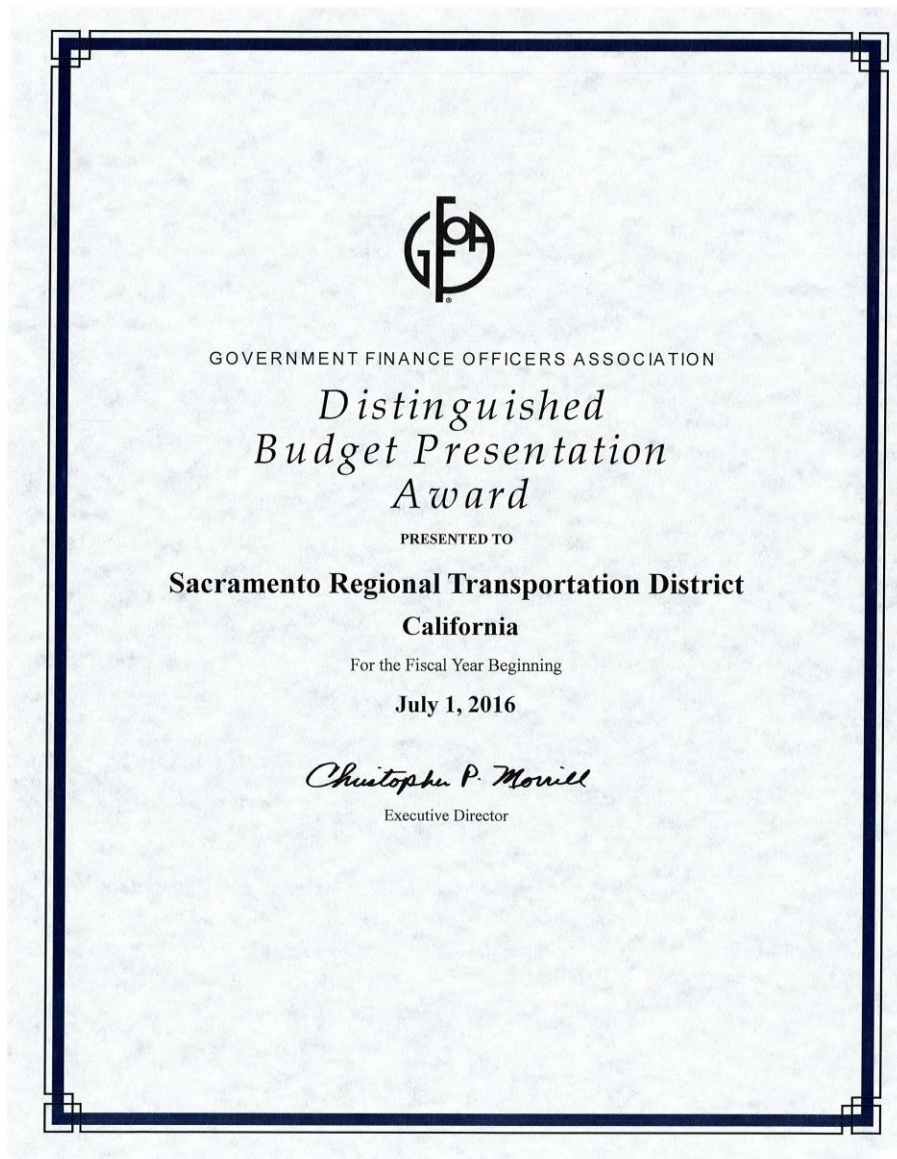 GFOA
®
GOVERNMENT FINANCE OFFICERS ASSOCIATION
Distinguished
Budget Presentation
Award
PRESENTED TO
Sacramento Regional Transportation District
California
For the Fiscal Year Beginning
July 1, 2016
Christopher P. Morrill
Executive Director